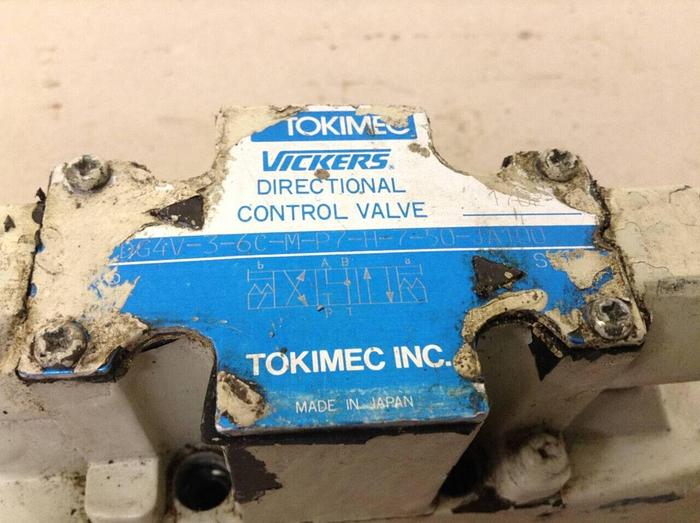 TOKIMEC
VICKERS
DIRECTIONAL
CONTROL VALVE
DG4V-3-6C-M-P7-H-7-50-JA100
b A B a
P T
TOKIMEC INC.
MADE IN JAPAN